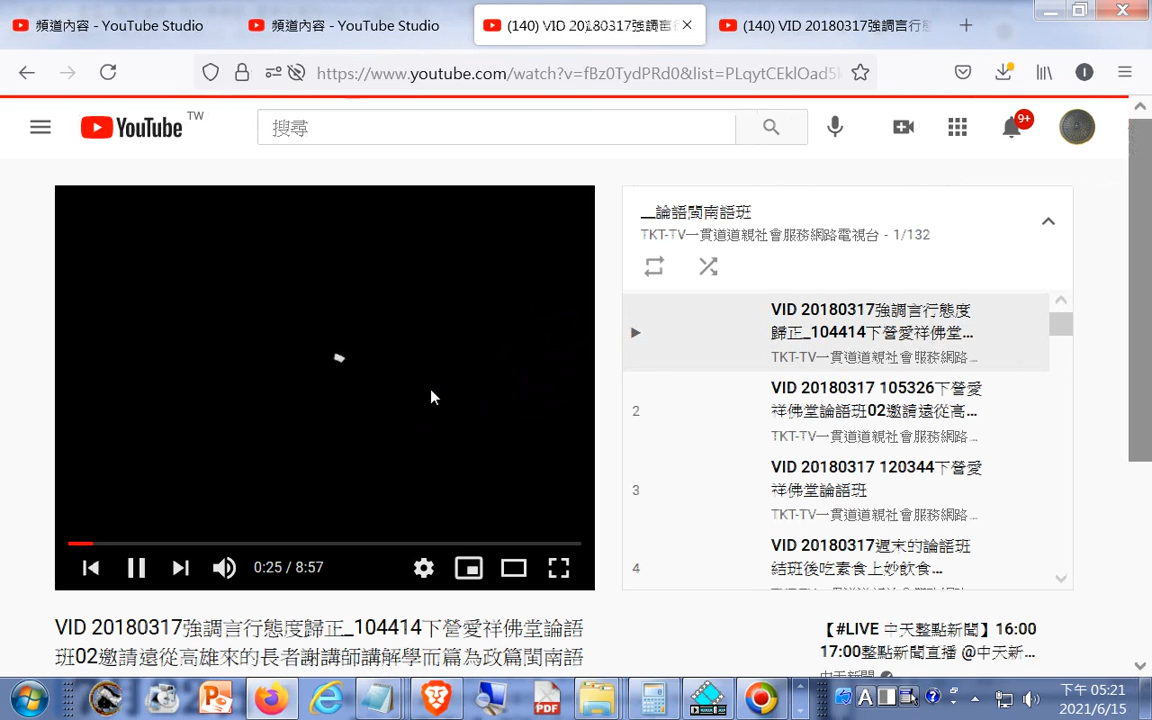 頻道內容 - YouTube Studio
頻道內容 - YouTube Studio
(140) VID 20180317強調言
(140) VID 20180317強調言行態
https://www.youtube.com/watch?v=fBz0TydPRd0&list=PLqytCEklOad5
YouTube TW
搜尋
9+
__論語閩南語班
TKT-TV一貫道道親社會服務網路電視台 - 1/132
VID 20180317強調言行態度
歸正_104414下營愛祥佛堂...
TKT-TV一貫道道親社會服務網路...
2
VID 20180317 105326下營愛
祥佛堂論語班02邀請遠從高...
TKT-TV一貫道道親社會服務網路...
3
VID 20180317 120344下營愛
祥佛堂論語班
TKT-TV一貫道道親社會服務網路...
4
VID 20180317週末的論語班
結班後吃素食上妙飲食...
0:25 / 8:57
VID 20180317強調言行態度歸正_104414下營愛祥佛堂論語
班02邀請遠從高雄來的長者謝講師講解學而篇為政篇閩南語
【#LIVE 中天整點新聞】16:00
17:00整點新聞直播 @中天新...
中天新聞
PDF
A
下午 05:21
2021/6/15